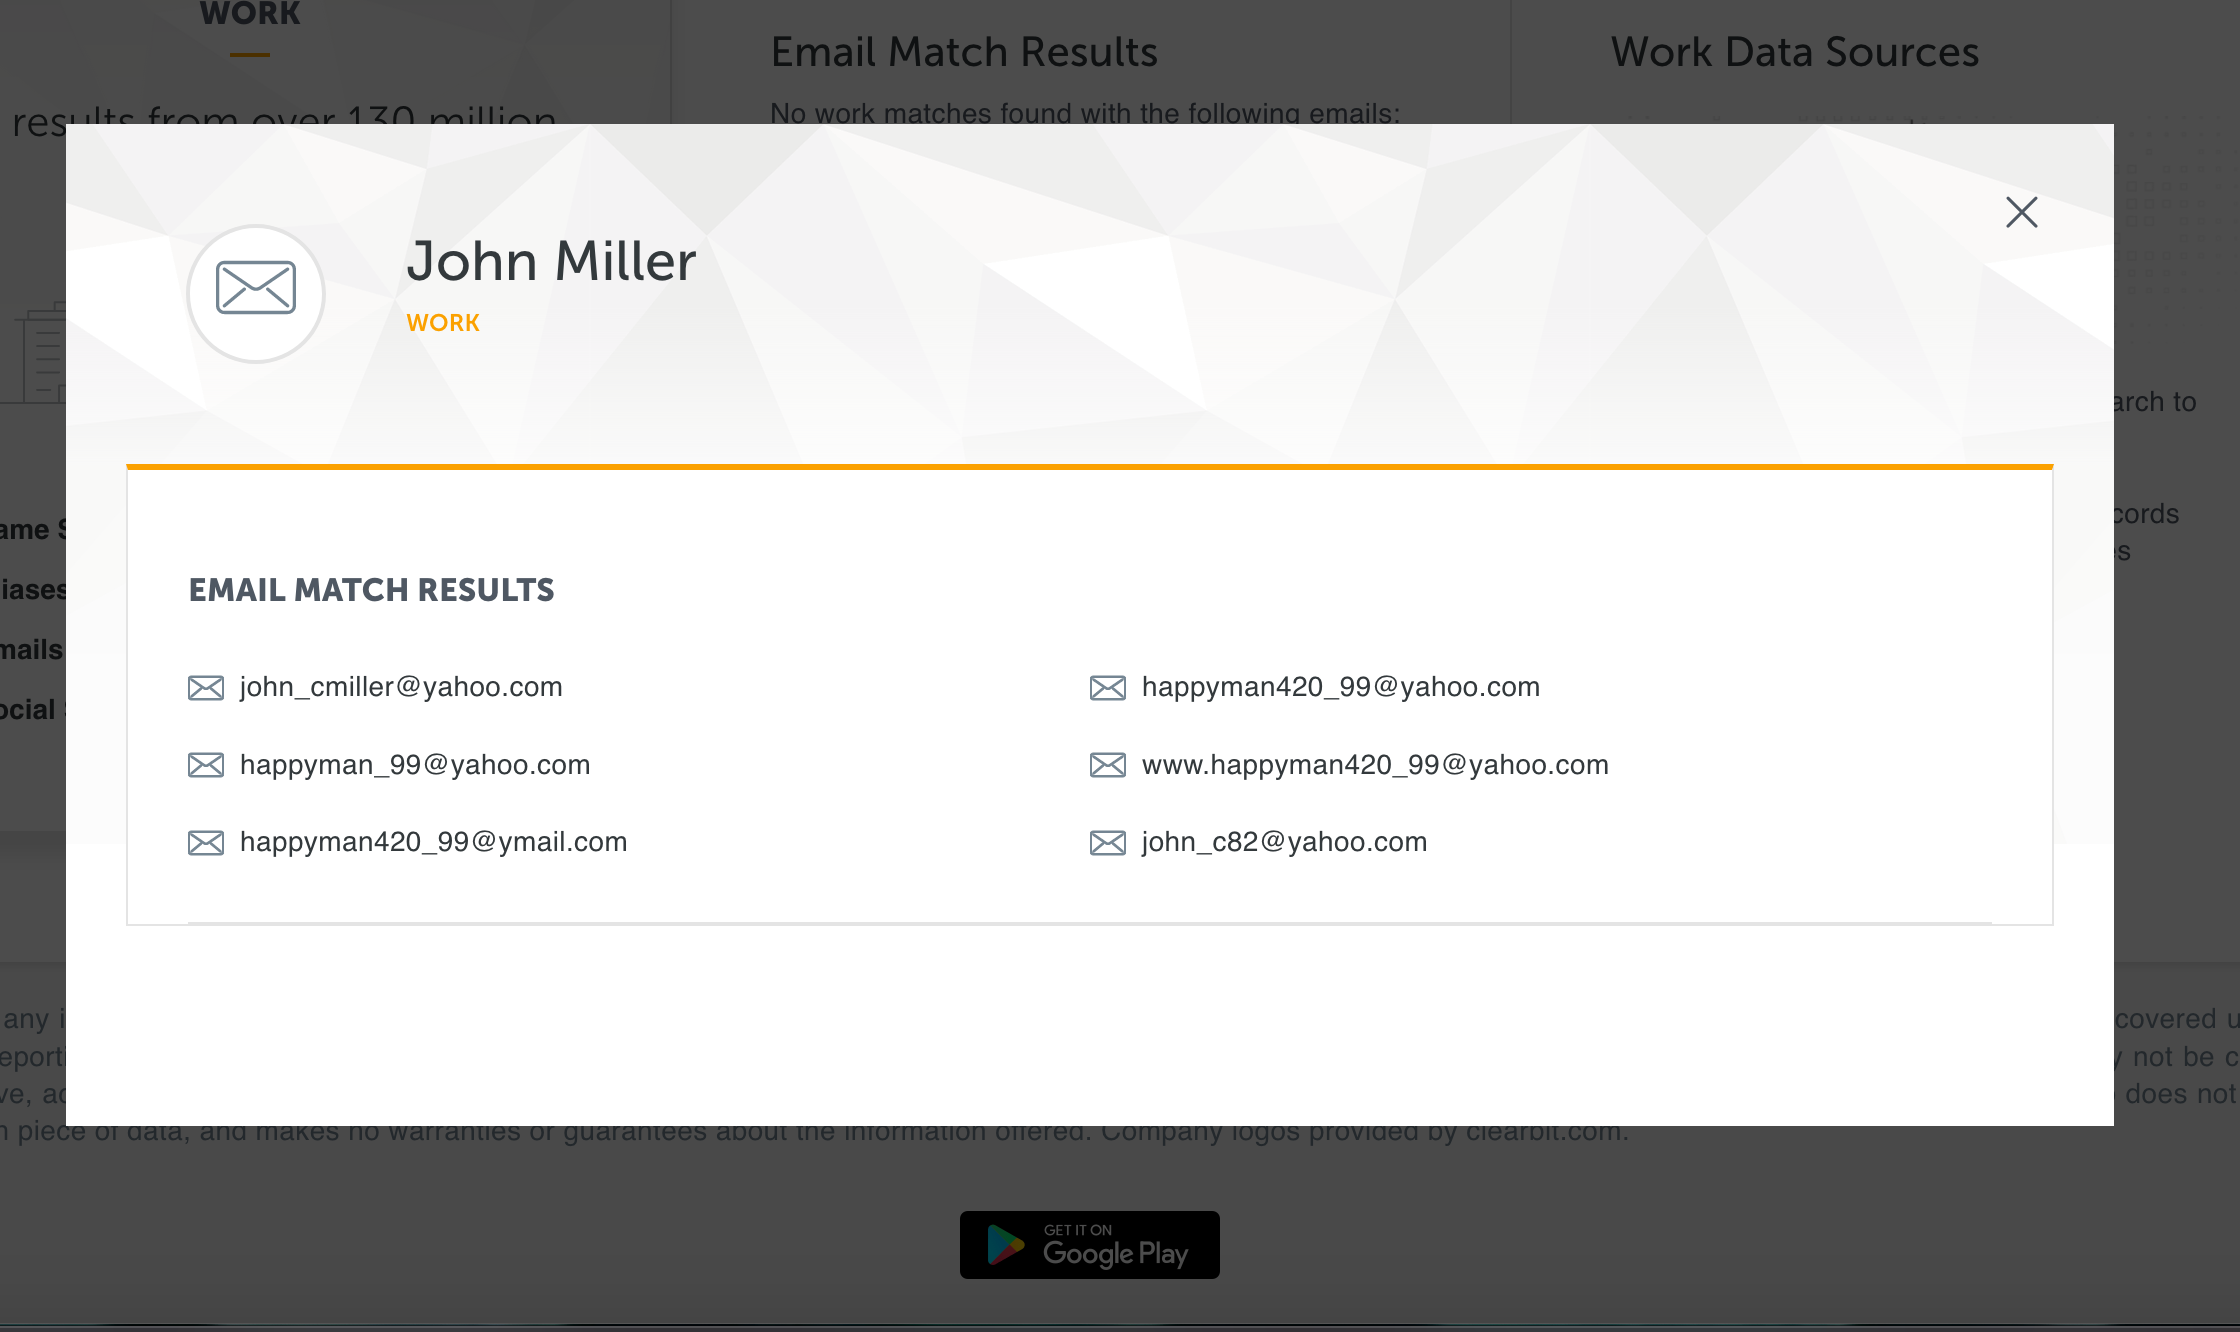 WORK
results from over 130 million
Email Match Results
No work matches found with the following emails:
Work Data Sources
John Miller
WORK
EMAIL MATCH RESULTS
john_cmiller@yahoo.com
happyman420_99@yahoo.com
happyman_99@yahoo.com
www.happyman420_99@yahoo.com
happyman420_99@ymail.com
john_c82@yahoo.com
arch to
cords
es
ame S
iases
mails
ocial
any i
covered u
eporti
y not be c
ve, ac
does not
n piece of data, and makes no warranties or guarantees about the information offered. Company logos provided by clearbit.com.
GET IT ON
Google Play